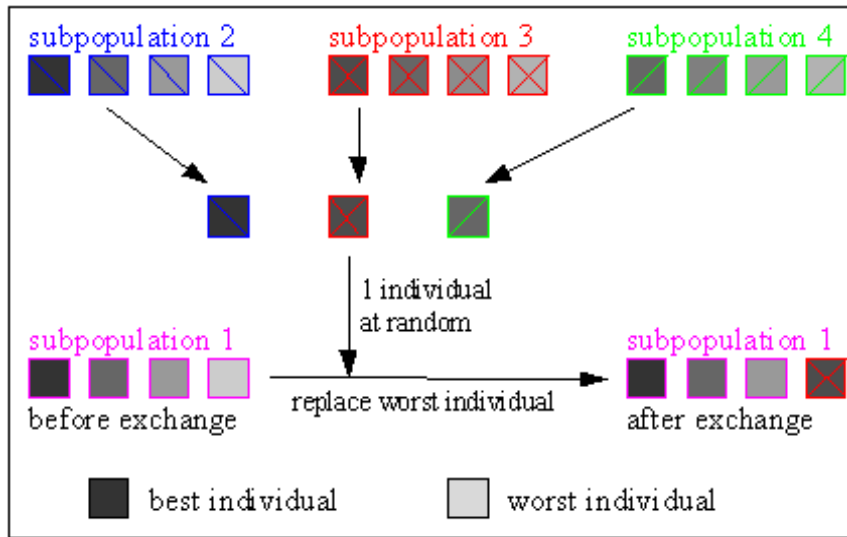 subpopulation 2
subpopulation 3
subpopulation 4
1 individual
at random
subpopulation 1
subpopulation 1
before exchange
replace worst individual
after exchange
best individual
worst individual